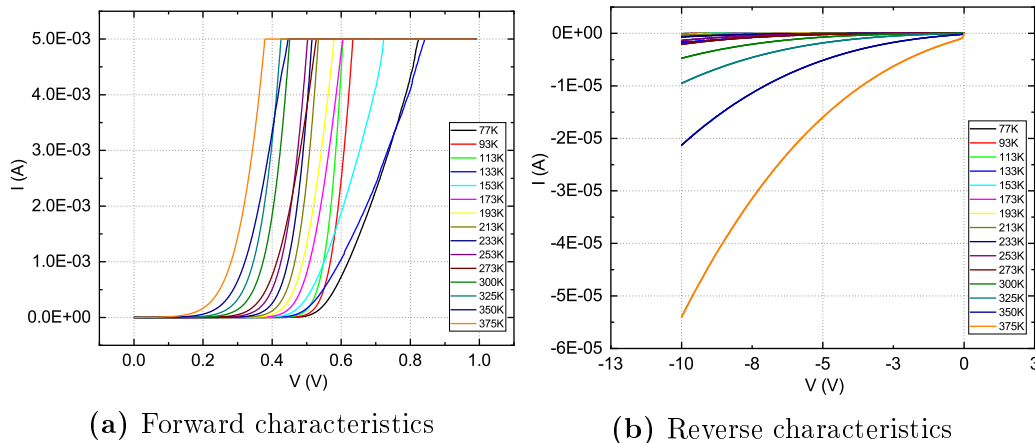 5.0E-03
4.0E-03
3.0E-03
2.0E-03
1.0E-03
0.0E+00
I (A)
0.0 0.2 0.4 0.6 0.8 1.0
V (V)
77K
93K
113K
133K
153K
173K
193K
213K
233K
253K
273K
300K
325K
350K
375K
(a) Forward characteristics
0E+00
-1E-05
-2E-05
-3E-05
-4E-05
-5E-05
-6E-05
I (A)
-13 -10 -8 -5 -3 0 3
V (V)
77K
93K
113K
133K
153K
173K
193K
213K
233K
253K
273K
300K
325K
350K
375K
(b) Reverse characteristics